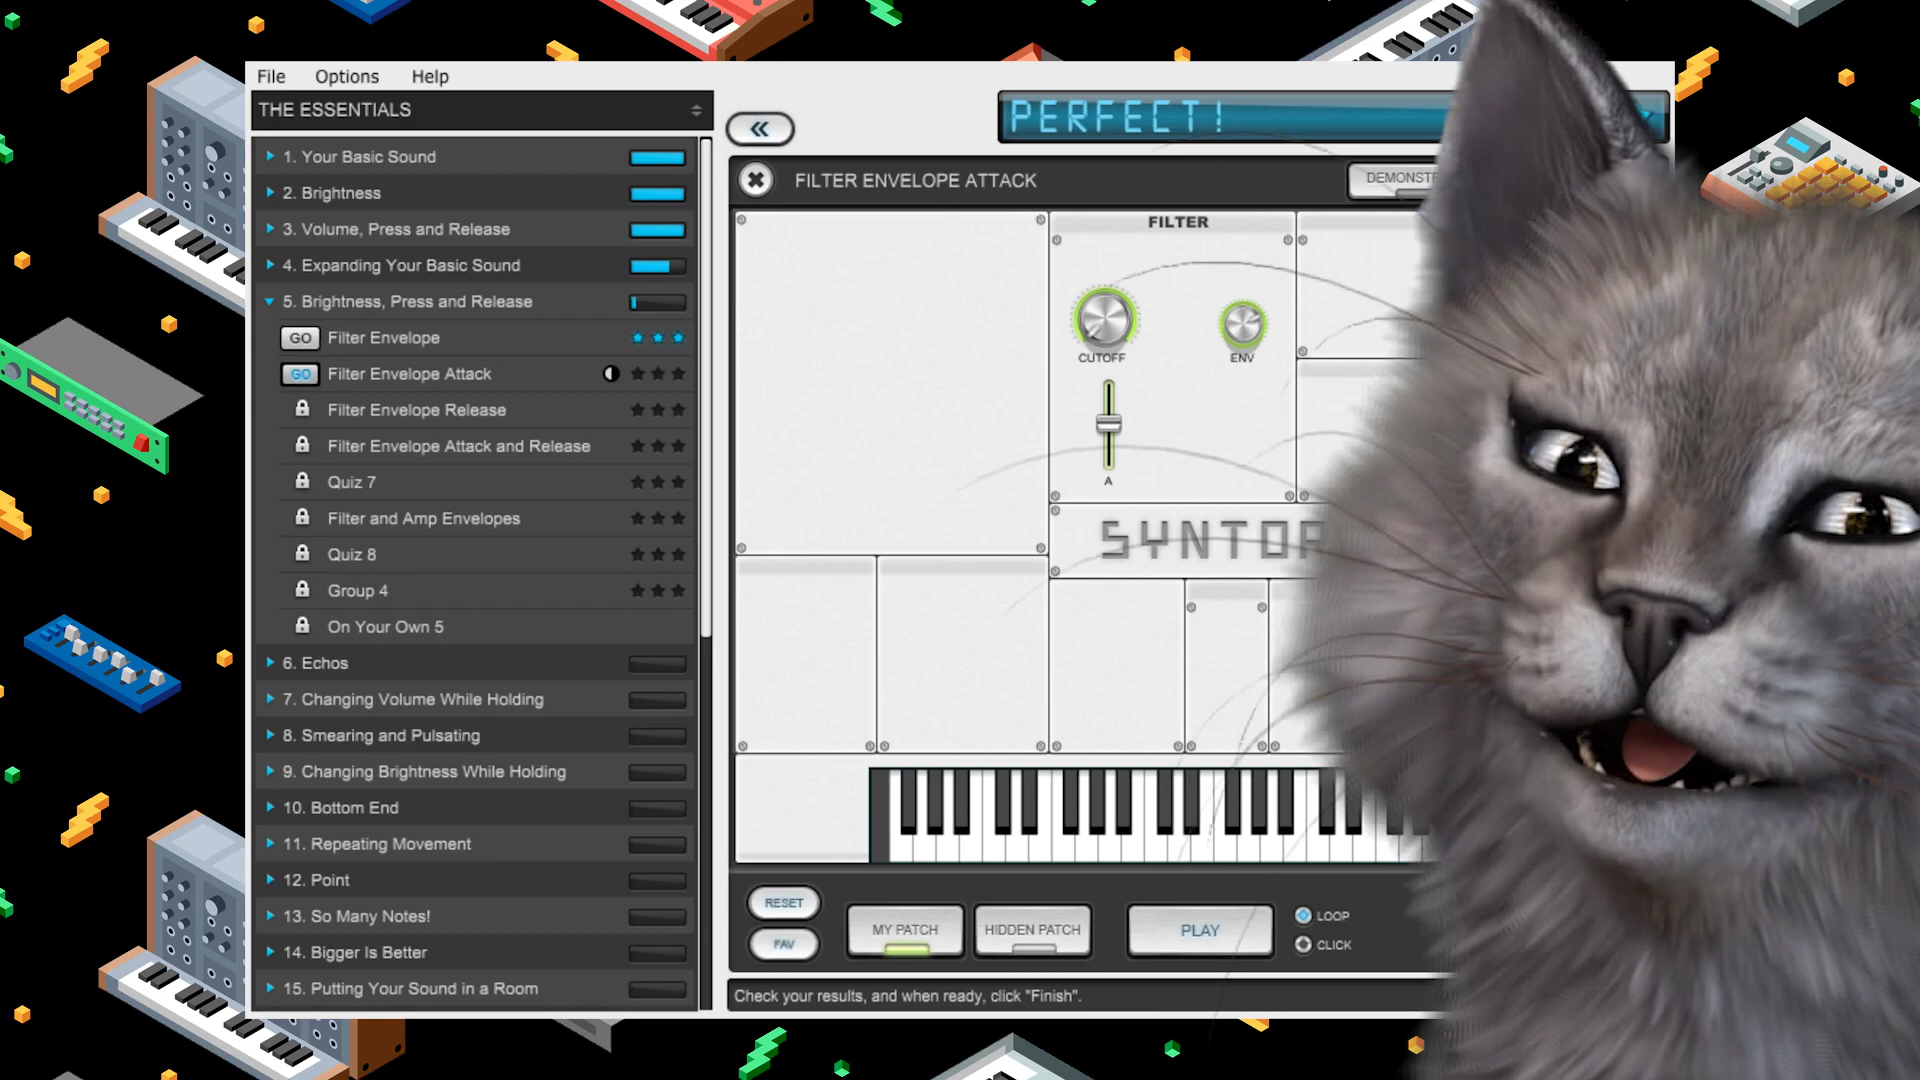 File Options Help
THE ESSENTIALS
1. Your Basic Sound
2. Brightness
3. Volume, Press and Release
4. Expanding Your Basic Sound
5. Brightness, Press and Release
GO Filter Envelope
GO Filter Envelope Attack
Filter Envelope Release
Filter Envelope Attack and Release
Quiz 7
Filter and Amp Envelopes
Quiz 8
Group 4
On Your Own 5
6. Echos
7. Changing Volume While Holding
8. Smearing and Pulsating
9. Changing Brightness While Holding
10. Bottom End
11. Repeating Movement
12. Point
13. So Many Notes!
14. Bigger Is Better
15. Putting Your Sound in a Room
PERFECT!
FILTER ENVELOPE ATTACK
FILTER
CUTOFF
ENV
A
RESET
FAV
MY PATCH
HIDDEN PATCH
PLAY
LOOP
CLICK
Check your results, and when ready, click "Finish".